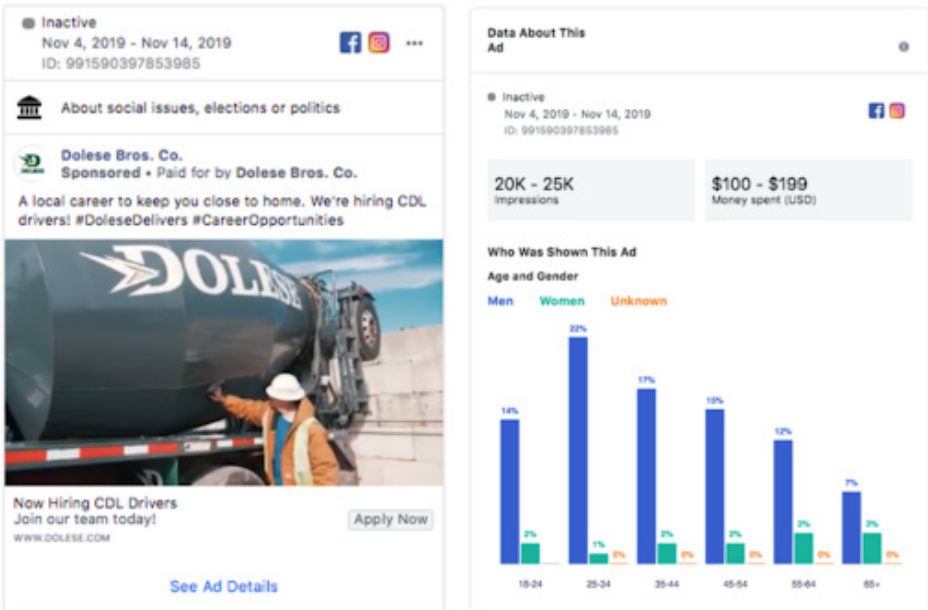 Inactive
Nov 4, 2019 - Nov 14, 2019
ID: 991590397853985
About social issues, elections or politics
Dolese Bros. Co.
Sponsored • Paid for by Dolese Bros. Co.
A local career to keep you close to home. We're hiring CDL
drivers! #DoleseDelivers #CareerOpportunities
DOLESE
Now Hiring CDL Drivers
Join our team today!
WWW.DOLESE.COM
Apply Now
See Ad Details
Data About This
Ad
Inactive
Nov 4, 2019 - Nov 14, 2019
ID: 991590397853985
20K - 25K
Impressions
$100 - $199
Money spent (USD)
Who Was Shown This Ad
Age and Gender
Men Women Unknown
14% 2%
22% 1% 0%
17% 2% 0%
15% 2% 0%
12% 3% 0%
7% 3% 0%
18-24 25-34 35-44 45-54 55-64 65+